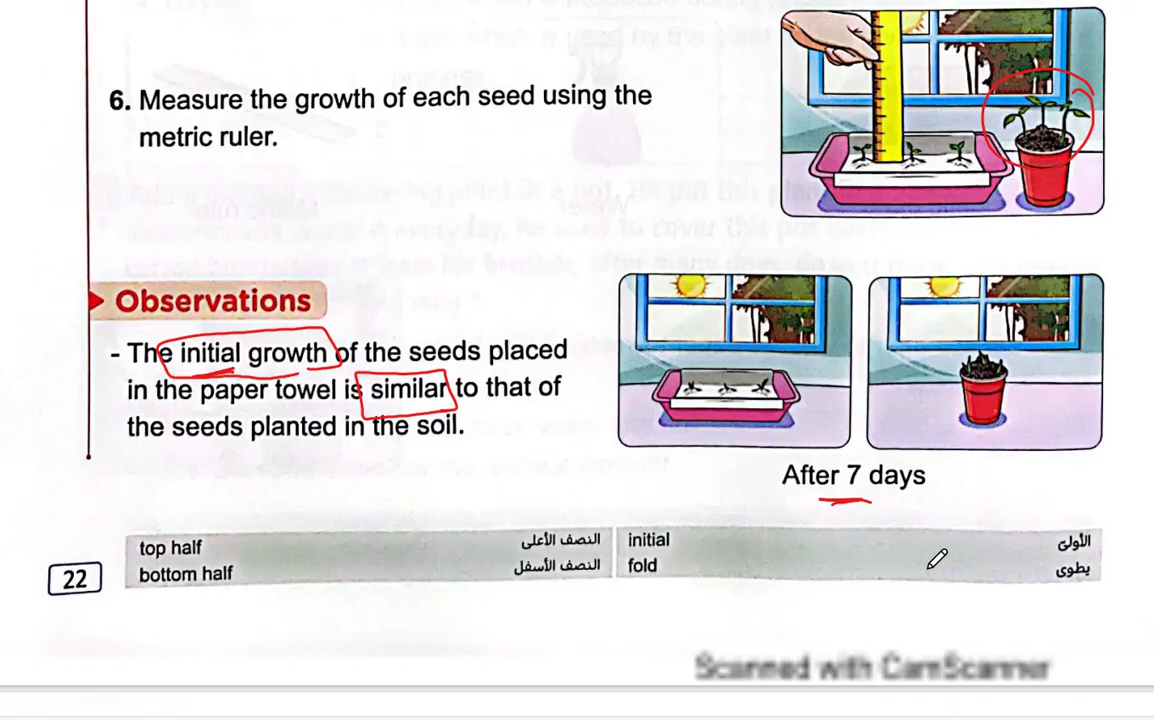 6. Measure the growth of each seed using the
metric ruler.
Observations
- The initial growth of the seeds placed
in the paper towel is similar to that of
the seeds planted in the soil.
After 7 days
top half النصف الأعلى
bottom half النصف الأسفل
initial الأولى
fold يطوى
22
Scanned with CamScanner